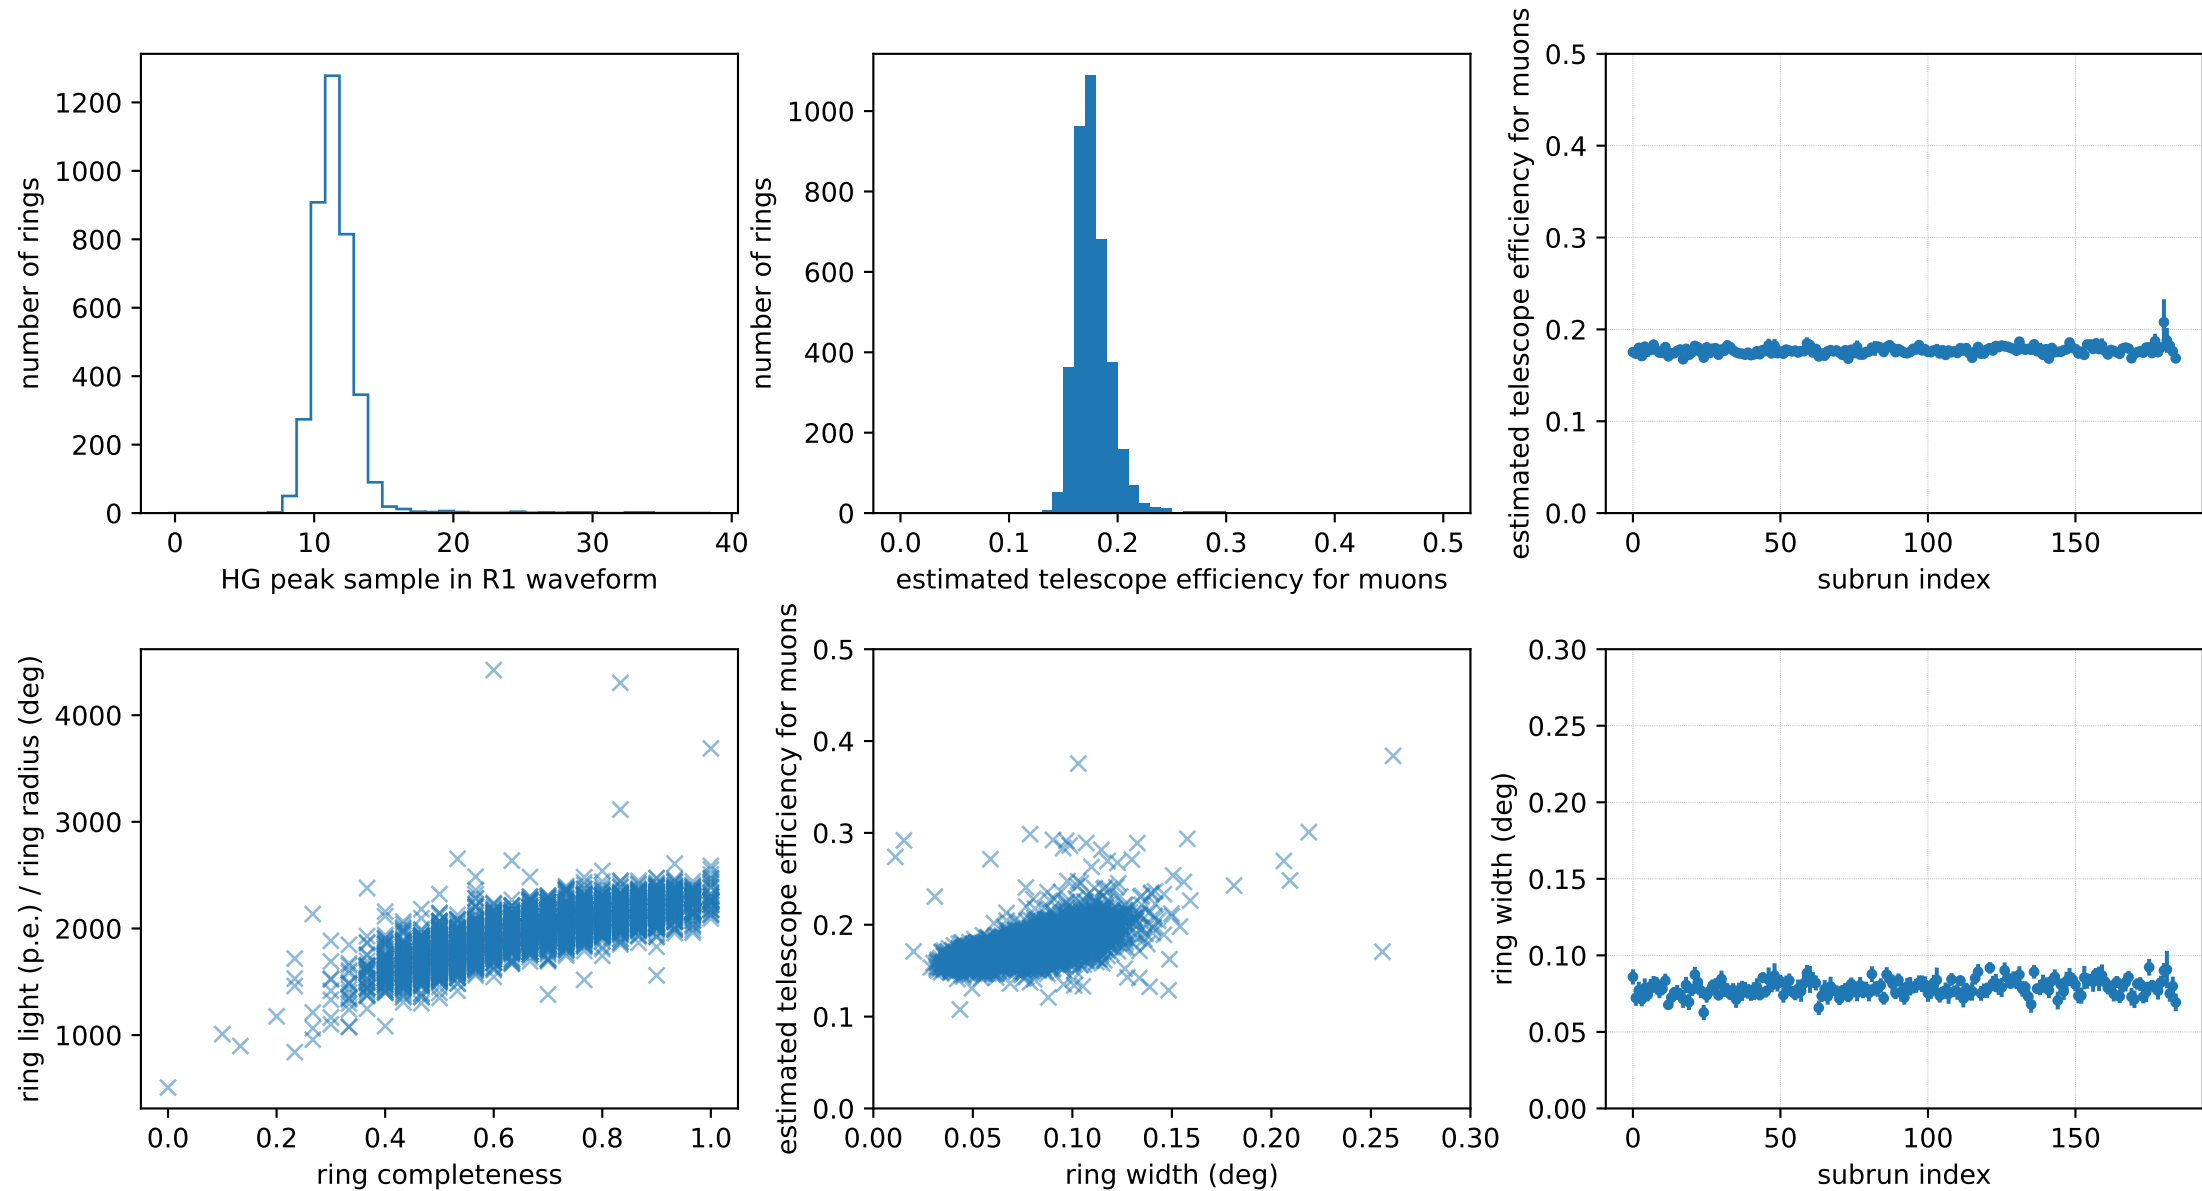 number of rings
1200
1000
800
600
400
200
0
0 10 20 30 40
HG peak sample in R1 waveform
number of rings
1000
800
600
400
200
0
0.0 0.1 0.2 0.3 0.4 0.5
estimated telescope efficiency for muons
estimated telescope efficiency for muons
0.5
0.4
0.3
0.2
0.1
0.0
0 50 100 150
subrun index
ring light (p.e.) / ring radius (deg)
4000
3000
2000
1000
0.0 0.2 0.4 0.6 0.8 1.0
ring completeness
estimated telescope efficiency for muons
0.5
0.4
0.3
0.2
0.1
0.0
0.00 0.05 0.10 0.15 0.20 0.25 0.30
ring width (deg)
ring width (deg)
0.30
0.25
0.20
0.15
0.10
0.05
0.00
0 50 100 150
subrun index